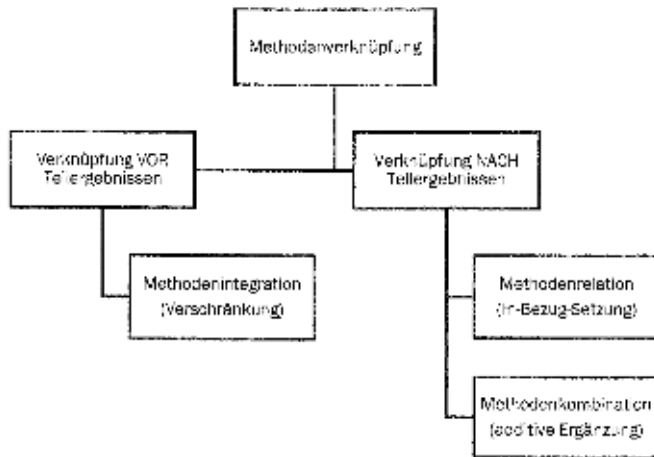 Methodenverknüpfung
Verknüpfung VOR
Teilergebnissen
Verknüpfung NACH
Teilergebnissen
Methodenintegration
(Verschränkung)
Methodenrelation
(In-Bezug-Setzung)
Methodenkombination
(additive Ergänzung)